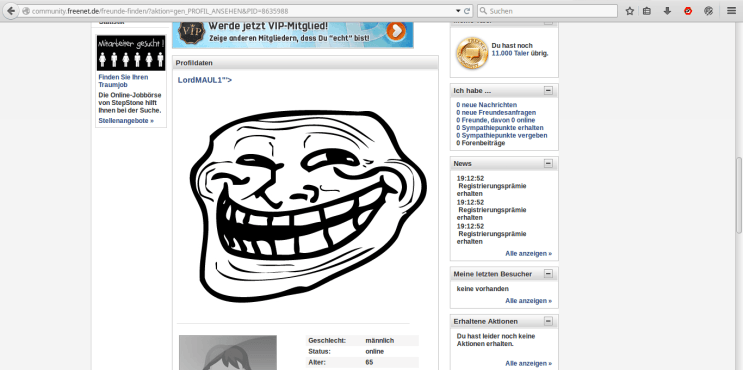 community.freenet.de/freunde-finden/?aktion=gen_PROFIL_ANSEHEN&PID=8635988
Suchen
Mitarbeiter gesucht!
Finden Sie Ihren
Traumjob
Die Online-Jobbörse
von StepStone hilft
Ihnen bei der Suche.
Stellenangebote »
VIP
Werde jetzt VIP-Mitglied!
Zeige anderen Mitgliedern, dass Du "echt" bist!
Profildaten
LordMAUL1"'>
Geschlecht: männlich
Status: online
Alter: 65
Du hast noch
11.000 Taler übrig.
Ich habe ...
0 neue Nachrichten
0 neue Freundesanfragen
0 Freunde, davon 0 online
0 Sympathiepunkte erhalten
0 Sympathiepunkte vergeben
0 Forenbeiträge
News
19:12:52
Registrierungsprämie
erhalten
19:12:52
Registrierungsprämie
erhalten
19:12:52
Registrierungsprämie
erhalten
Alle anzeigen »
Meine letzten Besucher
keine vorhanden
Alle anzeigen »
Erhaltene Aktionen
Du hast leider noch keine
Aktionen erhalten.
Alle anzeigen »